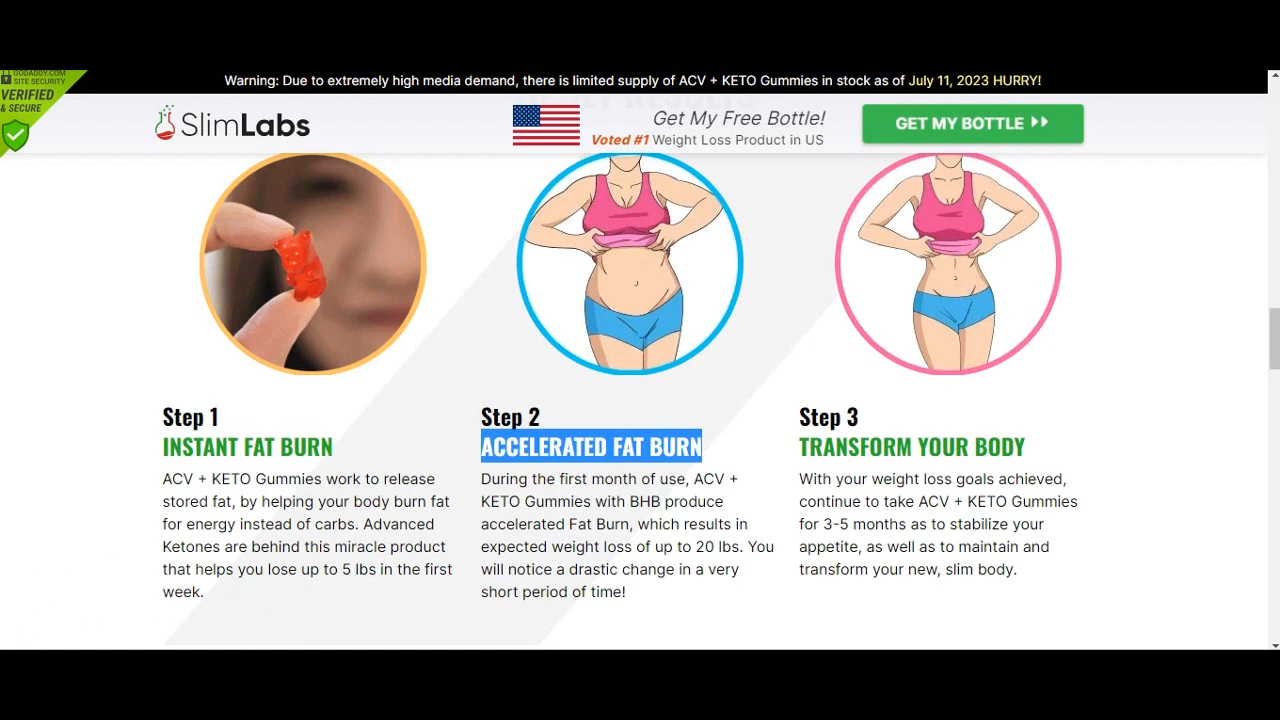 GODADDY.COM
SITE SECURITY
VERIFIED
& SECURE
Warning: Due to extremely high media demand, there is limited supply of ACV + KETO Gummies in stock as of July 11, 2023 HURRY!
SlimLabs
Get My Free Bottle!
Voted #1 Weight Loss Product in US
GET MY BOTTLE
Step 1
INSTANT FAT BURN
ACV + KETO Gummies work to release
stored fat, by helping your body burn fat
for energy instead of carbs. Advanced
Ketones are behind this miracle product
that helps you lose up to 5 lbs in the first
week.
Step 2
ACCELERATED FAT BURN
During the first month of use, ACV +
KETO Gummies with BHB produce
accelerated Fat Burn, which results in
expected weight loss of up to 20 lbs. You
will notice a drastic change in a very
short period of time!
Step 3
TRANSFORM YOUR BODY
With your weight loss goals achieved,
continue to take ACV + KETO Gummies
for 3-5 months as to stabilize your
appetite, as well as to maintain and
transform your new, slim body.